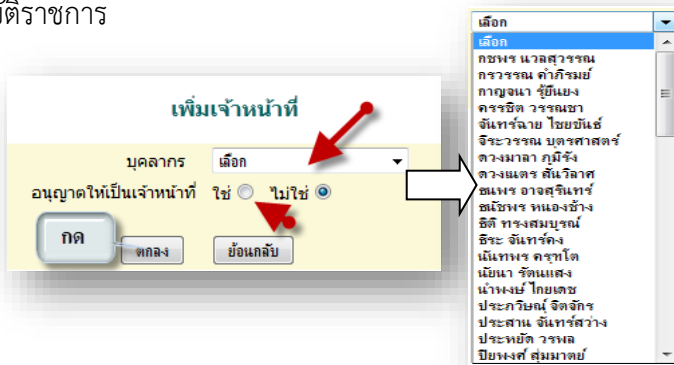 บัติราชการ
เพิ่มเจ้าหน้าที่
บุคลากร เลือก
อนุญาตให้เป็นเจ้าหน้าที่ ใช่ ไม่ใช่
กด
ตกลง ย้อนกลับ
เลือก
เลือก
กชพร นวลสุวรรณ
กรวรรณ คำภิรมย์
กาญจนา รู้ยืนยง
ครรชิต วรรณชา
จันทร์ฉาย ไชยขันธ์
จิระวรรณ บุตรศาสตร์
ดวงมาลา ภูมิรัง
ดวงเนตร สันวิลาศ
ธนพร อาจสุรินทร์
ธนัชพร หนองช้าง
ธิติ ทรงสมบูรณ์
ธีระ จันทร์คง
นันทพร ครุฑโต
นัยนา รัตนแสง
นำพงษ์ ไทยเดช
ประภวิษณุ์ จิตจักร
ประสาน จันทร์สว่าง
ประหยัด วรพล
ปิยพงศ์ สุ่มมาตย์